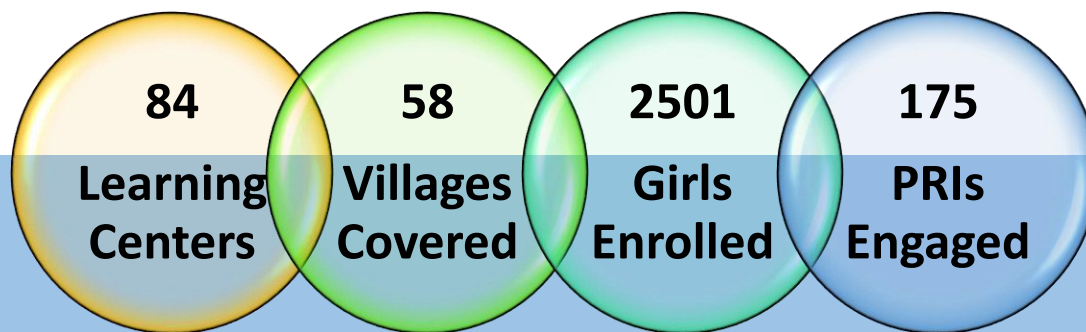 84
Learning
Centers
58
Villages
Covered
2501
Girls
Enrolled
175
PRIs
Engaged